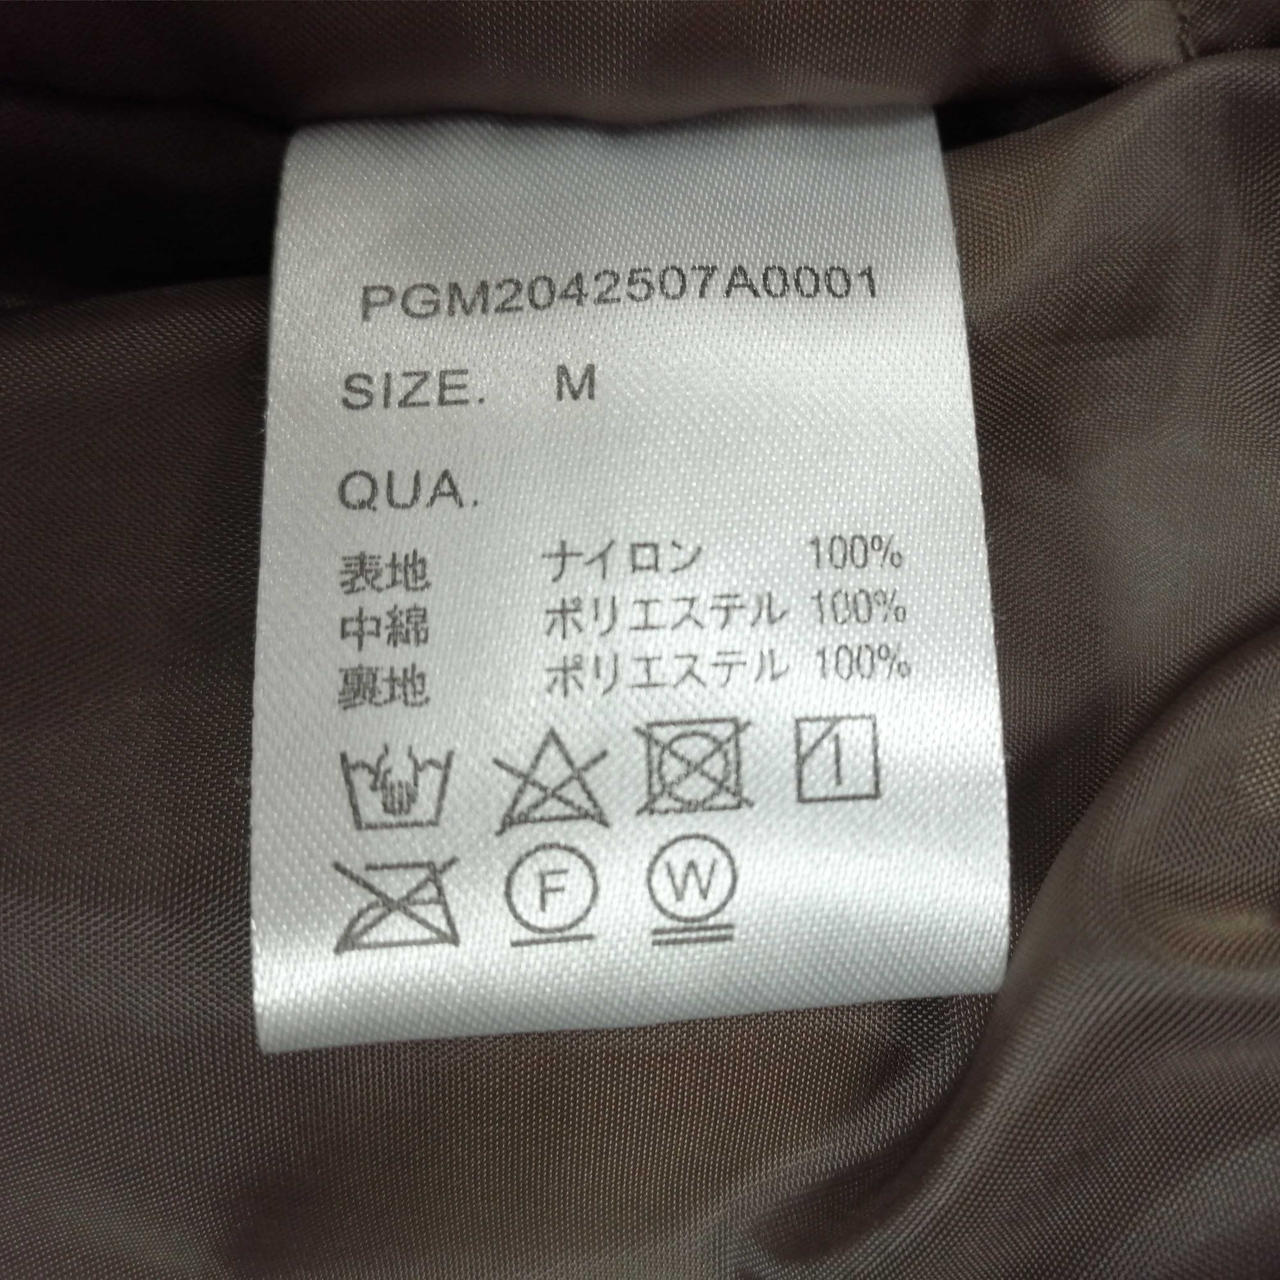 PGM2042507A0001
SIZE. M
QUA.
表地 ナイロン 100%
中綿 ポリエステル 100%
裏地 ポリエステル 100%
F W